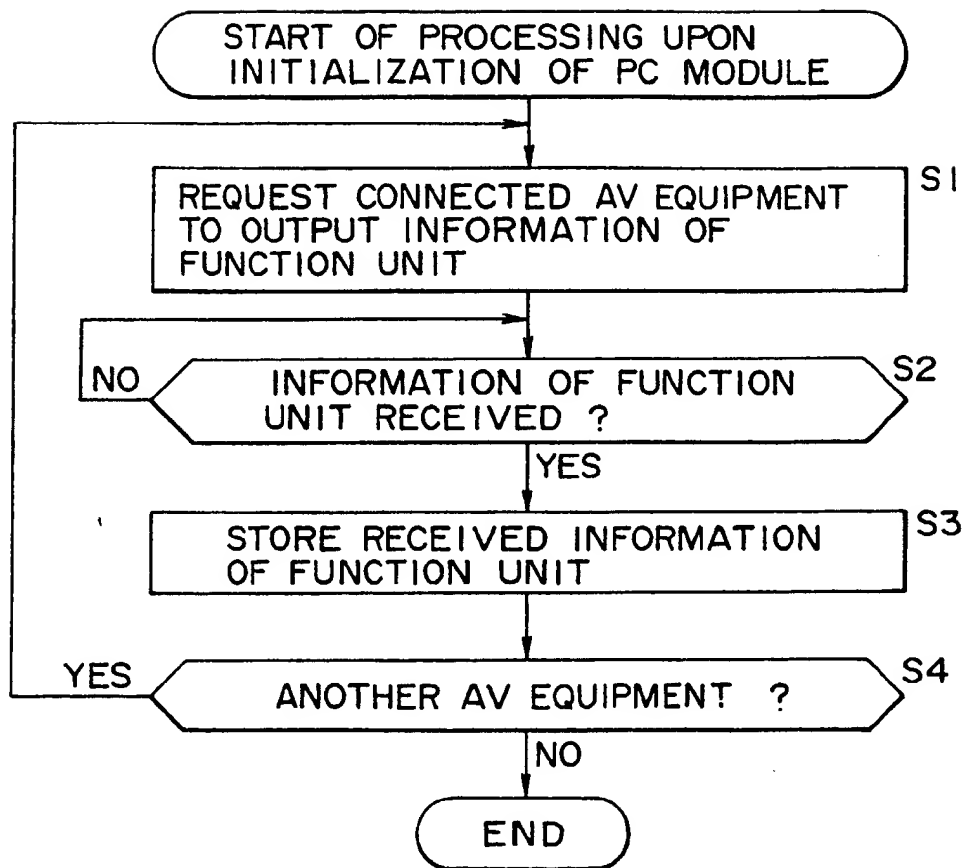 START OF PROCESSING UPON
INITIALIZATION OF PC MODULE
S1
REQUEST CONNECTED AV EQUIPMENT
TO OUTPUT INFORMATION OF
FUNCTION UNIT
NO
S2
INFORMATION OF FUNCTION
UNIT RECEIVED ?
YES
S3
STORE RECEIVED INFORMATION
OF FUNCTION UNIT
YES
S4
ANOTHER AV EQUIPMENT ?
NO
END